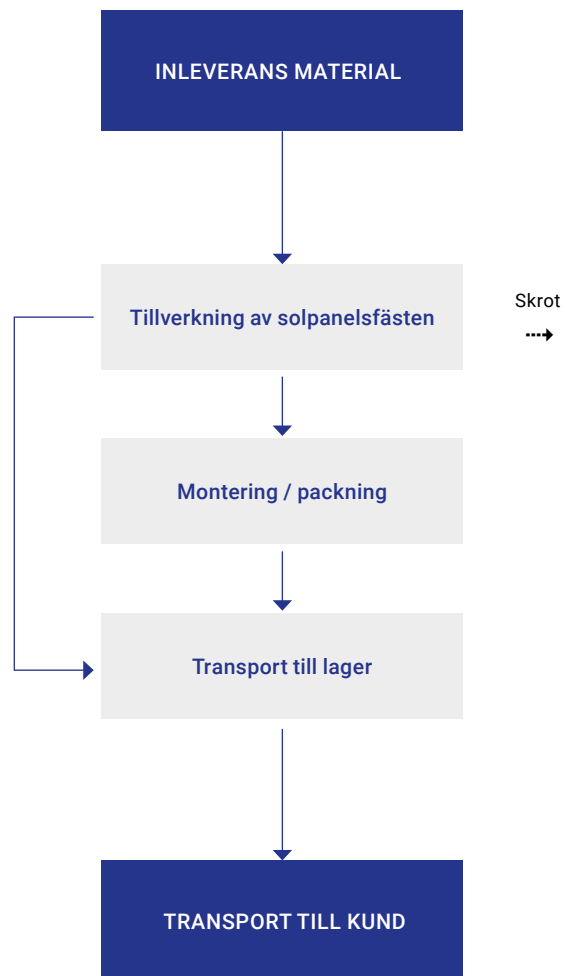 INLEVERANS MATERIAL
Tillverkning av solpanelsfästen
Skrot
Montering / packning
Transport till lager
TRANSPORT TILL KUND